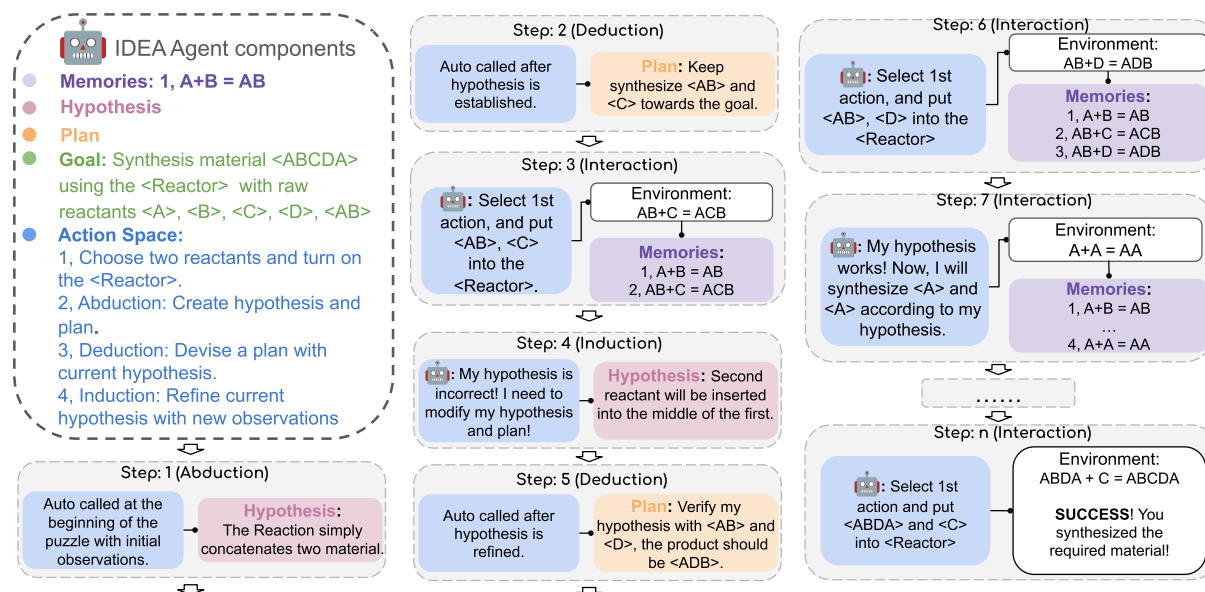 IDEA Agent components
Memories: 1, A+B = AB
Hypothesis
Plan
Goal: Synthesis material <ABCDA>
using the <Reactor> with raw
reactants <A>, <B>, <C>, <D>, <AB>
Action Space:
1, Choose two reactants and turn on
the <Reactor>.
2, Abduction: Create hypothesis and
plan.
3, Deduction: Devise a plan with
current hypothesis.
4, Induction: Refine current
hypothesis with new observations
Step: 1 (Abduction)
Auto called at the
beginning of the
puzzle with initial
observations.
Hypothesis:
The Reaction simply
concatenates two material.
Step: 2 (Deduction)
Auto called after
hypothesis is
established.
Plan: Keep
synthesize <AB> and
<C> towards the goal.
Step: 3 (Interaction)
: Select 1st
action, and put
<AB>, <C>
into the
<Reactor>.
Environment:
AB+C = ACB
Memories:
1, A+B = AB
2, AB+C = ACB
Step: 4 (Induction)
: My hypothesis is
incorrect! I need to
modify my hypothesis
and plan!
Hypothesis: Second
reactant will be inserted
into the middle of the first.
Step: 5 (Deduction)
Auto called after
hypothesis is
refined.
Plan: Verify my
hypothesis with <AB> and
<D>, the product should
be <ADB>.
Step: 6 (Interaction)
: Select 1st
action, and put
<AB>, <D> into the
<Reactor>
Environment:
AB+D = ADB
Memories:
1, A+B = AB
2, AB+C = ACB
3, AB+D = ADB
Step: 7 (Interaction)
: My hypothesis
works! Now, I will
synthesize <A> and
<A> according to my
hypothesis.
Environment:
A+A = AA
Memories:
1, A+B = AB
...
4, A+A = AA
......
Step: n (Interaction)
: Select 1st
action and put
<ABDA> and <C>
into <Reactor>
Environment:
ABDA + C = ABCDA
SUCCESS! You
synthesized the
required material!